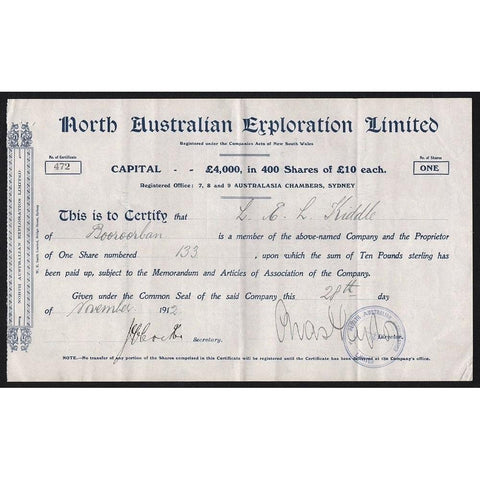 North Australian Exploration Limited
Registered under the Companies Acts of New South Wales
No. of Certificate
472
CAPITAL - - £4,000, in 400 Shares of £10 each.
No. of Shares
ONE
Registered Office: 7, 8 and 9 AUSTRALASIA CHAMBERS, SYDNEY
This is to Certify that L. E. L. Kiddle
of Booroorban is a member of the above-named Company and the Proprietor
of One Share numbered 133, upon which the sum of Ten Pounds sterling has
been paid up, subject to the Memorandum and Articles of Association of the Company.
Given under the Common Seal of the said Company this 28th day
of November 1912
Secretary.
Director.
NOTE.—No transfer of any portion of the Shares comprised in this Certificate will be registered until the Certificate has been delivered at the Company's office.
NORTH AUSTRALIAN EXPLORATION LIMITED